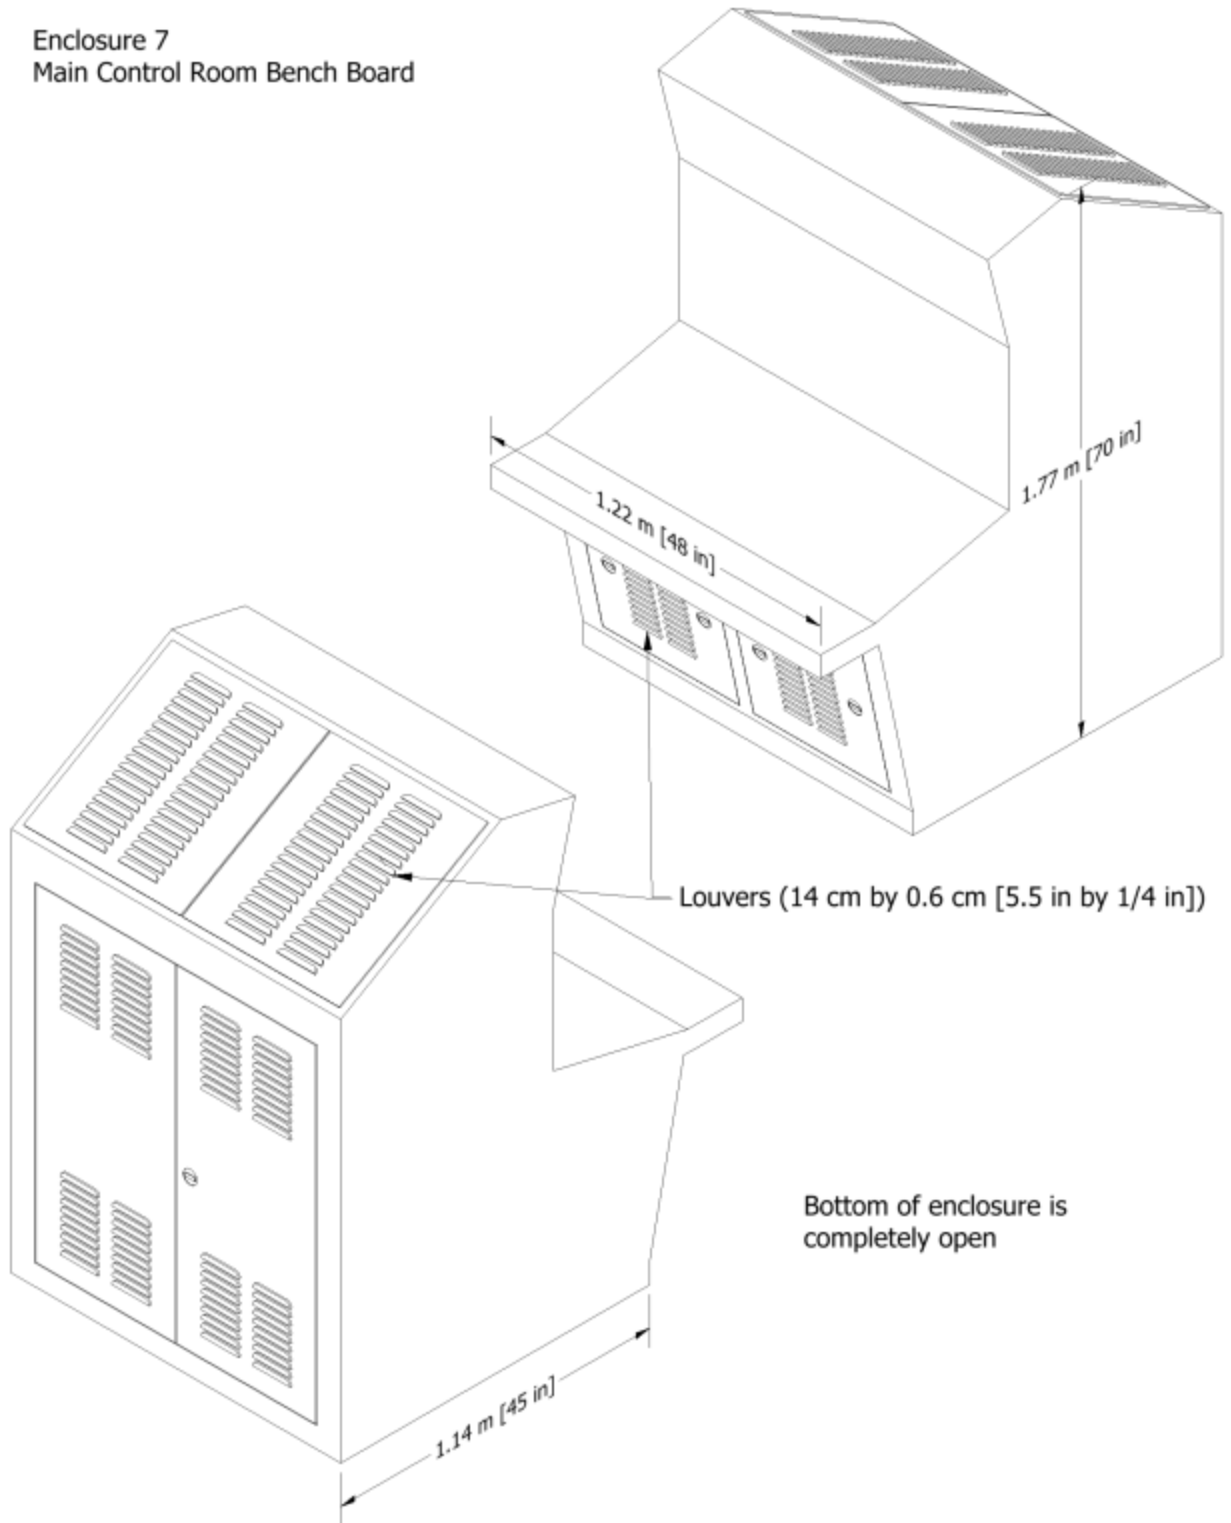 Enclosure 7
Main Control Room Bench Board
1.77 m [70 in]
1.22 m [48 in]
Louvers (14 cm by 0.6 cm [5.5 in by 1/4 in])
Bottom of enclosure is
completely open
1.14 m [45 in]